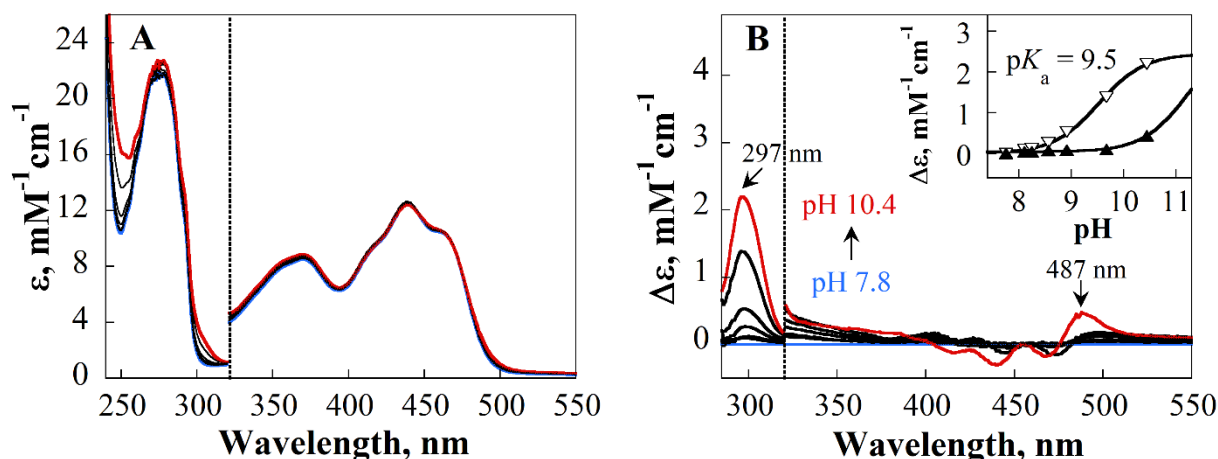 A
24
20
16
12
8
4
0
ε, mM⁻¹cm⁻¹
250 300 350 400 450 500 550
Wavelength, nm
B
4
3
2
1
0
Δε, mM⁻¹cm⁻¹
297 nm
pH 10.4
pH 7.8
487 nm
300 350 400 450 500 550
Wavelength, nm
3
2
1
0
Δε, mM⁻¹cm⁻¹
pKa = 9.5
8 9 10 11
pH